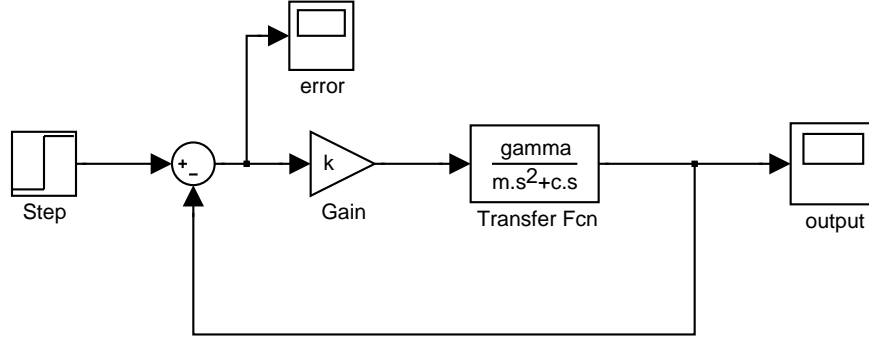 error
Step
+
−
k
Gain
gamma
m.s²+c.s
Transfer Fcn
output